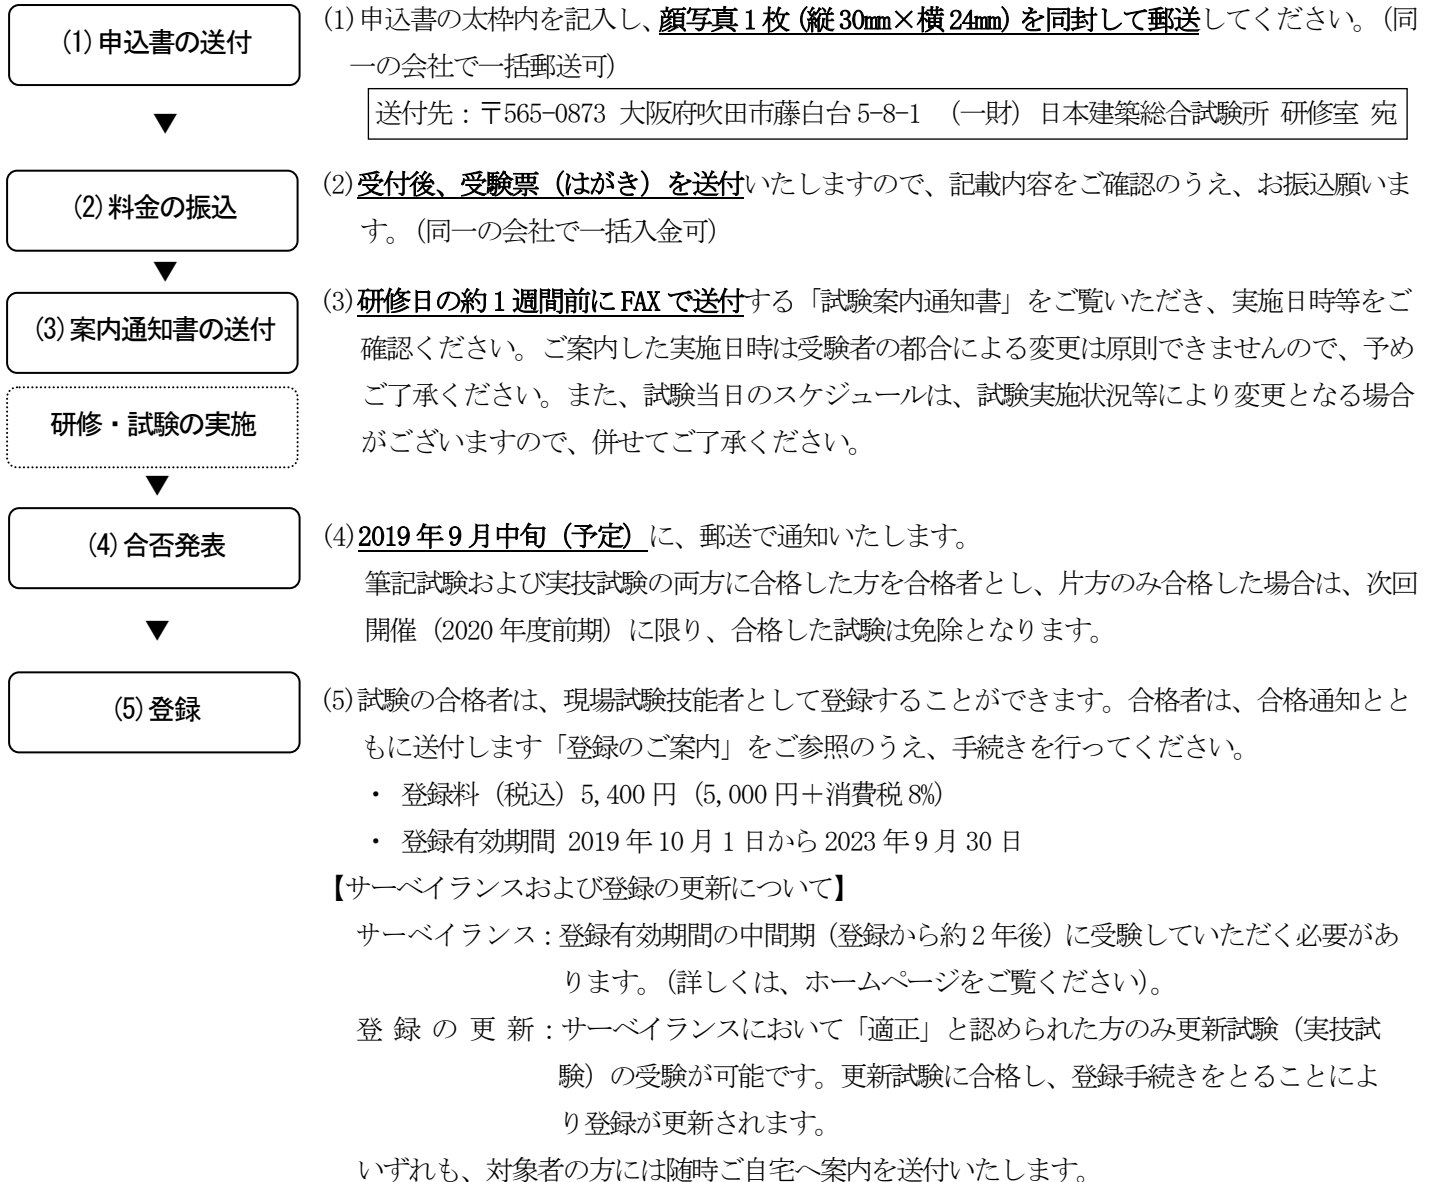 (1)申込書の送付
(1)申込書の太枠内を記入し、顔写真1枚(縦30㎜×横24㎜)を同封して郵送してください。(同
一の会社で一括郵送可)
送付先:〒565-0873 大阪府吹田市藤白台5-8-1 (一財)日本建築総合試験所 研修室 宛
▼
(2)料金の振込
(2)受付後、受験票(はがき)を送付いたしますので、記載内容をご確認のうえ、お振込願いま
す。(同一の会社で一括入金可)
▼
(3)案内通知書の送付
(3)研修日の約1週間前にFAXで送付する「試験案内通知書」をご覧いただき、実施日時等をご
確認ください。ご案内した実施日時は受験者の都合による変更は原則できませんので、予め
ご了承ください。また、試験当日のスケジュールは、試験実施状況等により変更となる場合
がございますので、併せてご了承ください。
研修・試験の実施
▼
(4)合否発表
(4)2019年9月中旬(予定)に、郵送で通知いたします。
筆記試験および実技試験の両方に合格した方を合格者とし、片方のみ合格した場合は、次回
開催(2020年度前期)に限り、合格した試験は免除となります。
▼
(5)登録
(5)試験の合格者は、現場試験技能者として登録することができます。合格者は、合格通知とと
もに送付します「登録のご案内」をご参照のうえ、手続きを行ってください。
・ 登録料(税込)5,400円(5,000円+消費税8%)
・ 登録有効期間 2019年10月1日から2023年9月30日
【サーベイランスおよび登録の更新について】
サーベイランス:登録有効期間の中間期(登録から約2年後)に受験していただく必要があ
ります。(詳しくは、ホームページをご覧ください)。
登 録 の 更 新:サーベイランスにおいて「適正」と認められた方のみ更新試験(実技試
験)の受験が可能です。更新試験に合格し、登録手続きをとることによ
り登録が更新されます。
いずれも、対象者の方には随時ご自宅へ案内を送付いたします。